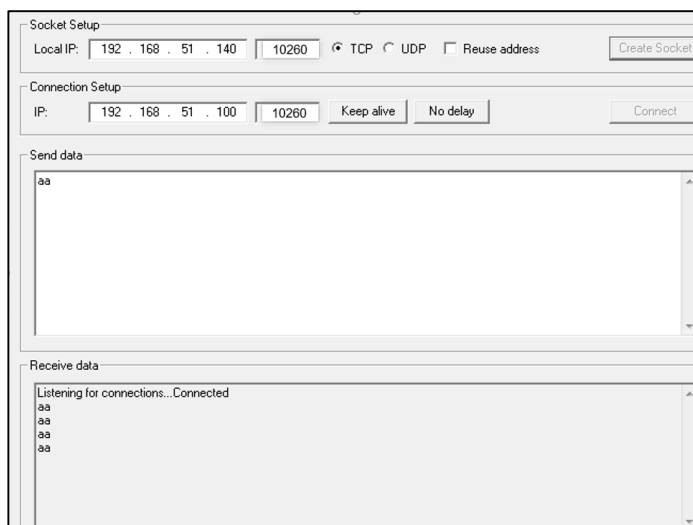 Socket Setup
Local IP: 192 . 168 . 51 . 140 10260 TCP UDP Reuse address Create Socket
Connection Setup
IP: 192 . 168 . 51 . 100 10260 Keep alive No delay Connect
Send data
aa
Receive data
Listening for connections...Connected
aa
aa
aa
aa